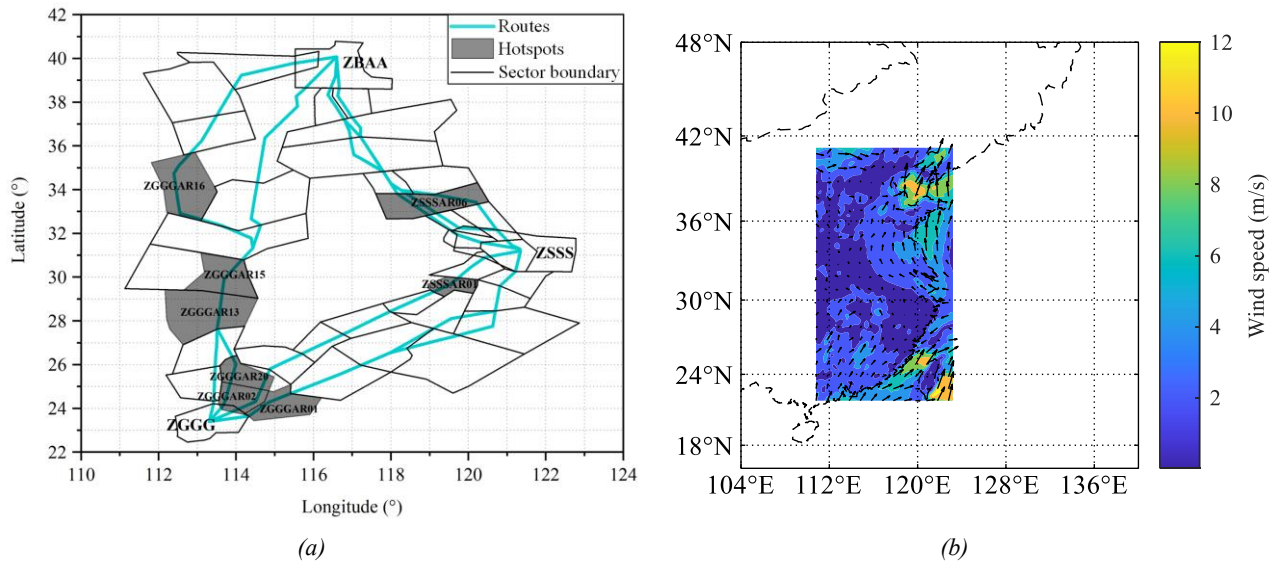 42
40
38
36
34
32
30
28
26
24
22
110
112
114
116
118
120
122
124
Latitude (°)
Longitude (°)
Routes
Hotspots
Sector boundary
ZBAA
ZGGGAR16
ZSSSAR06
ZSSS
ZGGGAR15
ZSSSAR01
ZGGGAR13
ZGGGAR20
ZGGGAR02
ZGGGAR01
ZGGG
(a)
48°N
42°N
36°N
30°N
24°N
18°N
104°E
112°E
120°E
128°E
136°E
12
10
8
6
4
2
Wind speed (m/s)
(b)